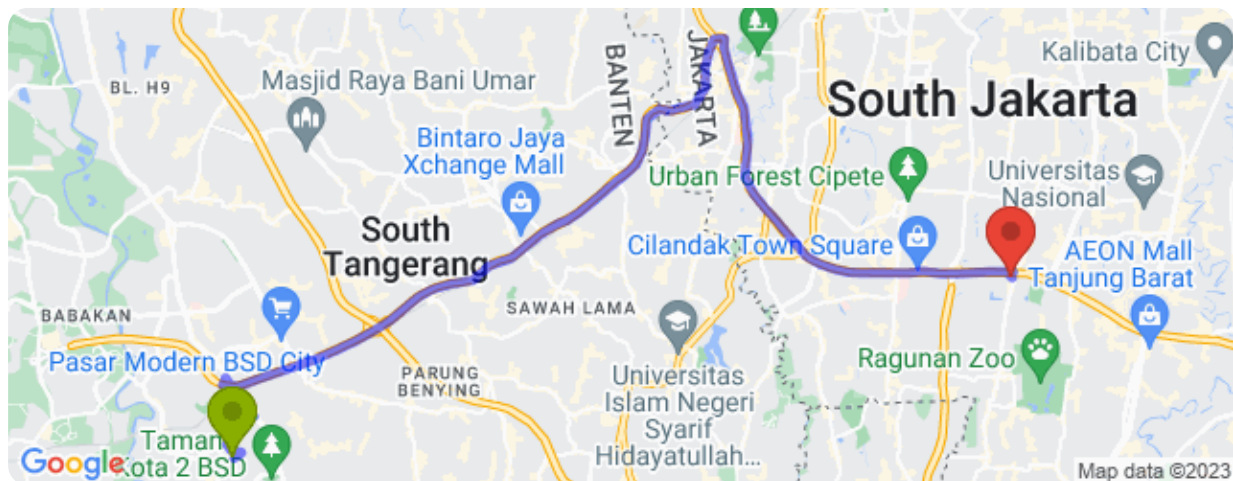 Kalibata City
BL. H9
Masjid Raya Bani Umar
BANTEN
JAKARTA
South Jakarta
Bintaro Jaya
Xchange Mall
Urban Forest Cipete
Universitas
Nasional
South
Tangerang
Cilandak Town Square
AEON Mall
Tanjung Barat
BABAKAN
SAWAH LAMA
Pasar Modern BSD City
PARUNG
BENYING
Ragunan Zoo
Universitas
Islam Negeri
Syarif
Hidayatullah...
Taman
Kota 2 BSD
Google
Map data ©2023